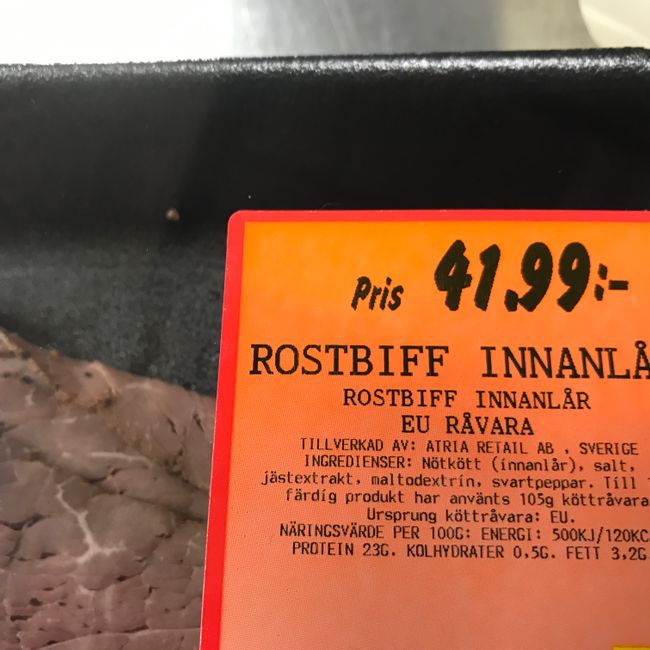 Pris 41.99:-
ROSTBIFF INNANLÅ
ROSTBIFF INNANLÅR
EU RÅVARA
TILLVERKAD AV: ATRIA RETAIL AB , SVERIGE
INGREDIENSER: Nötkött (innanlår), salt,
jästextrakt, maltodextrin, svartpeppar. Till
färdig produkt har använts 105g köttråvara
Ursprung köttråvara: EU.
NÄRINGSVÄRDE PER 100G: ENERGI: 500KJ/120KC
PROTEIN 23G. KOLHYDRATER 0,5G. FETT 3,2G